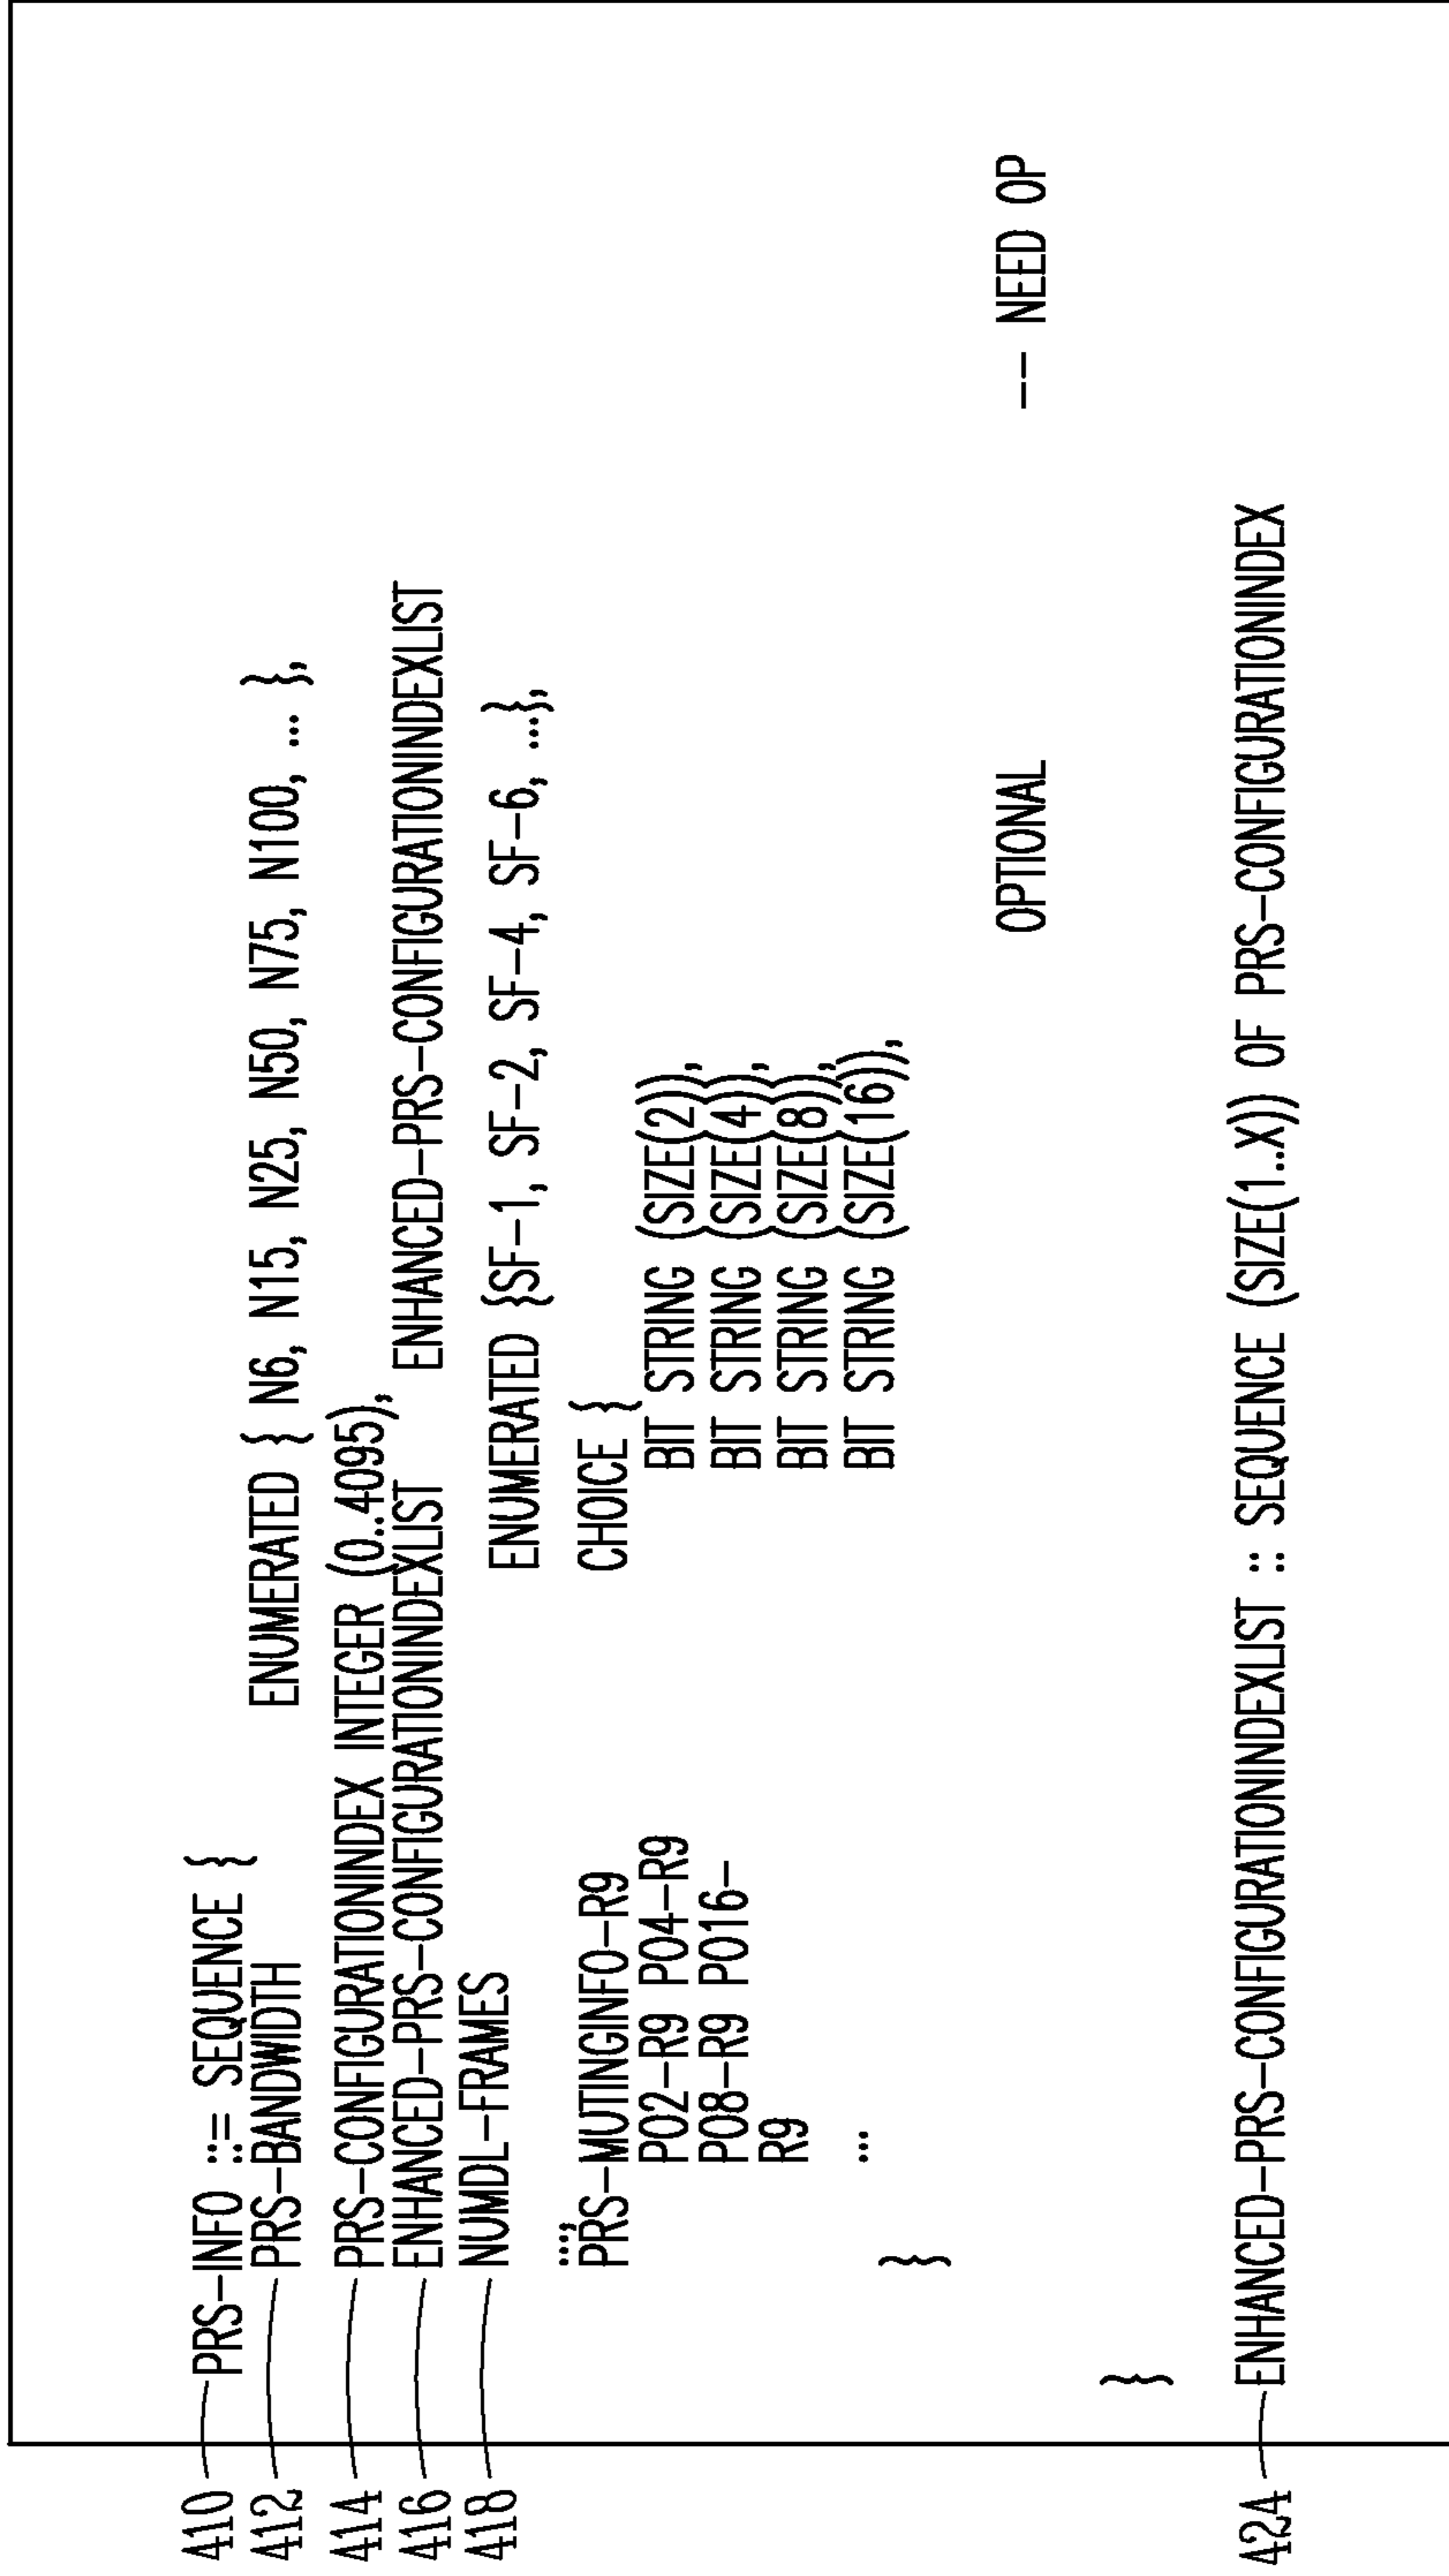 410 PRS-INFO ::= SEQUENCE {
412 PRS-BANDWIDTH ENUMERATED { N6, N15, N25, N50, N75, N100, ... },
414 PRS-CONFIGURATIONINDEX INTEGER (0..4095),
416 ENHANCED-PRS-CONFIGURATIONINDEXLIST ENHANCED-PRS-CONFIGURATIONINDEXLIST
418 NUMDL-FRAMES ENUMERATED {SF-1, SF-2, SF-4, SF-6, ...},
...,
PRS-MUTINGINFO-R9 CHOICE {
PO2-R9 PO4-R9 BIT STRING (SIZE(2)),
PO8-R9 PO16- BIT STRING (SIZE(4)),
R9 BIT STRING (SIZE(8)),
... BIT STRING (SIZE(16)),
}
OPTIONAL -- NEED OP
}
424 ENHANCED-PRS-CONFIGURATIONINDEXLIST :: SEQUENCE (SIZE(1..X)) OF PRS-CONFIGURATIONINDEX